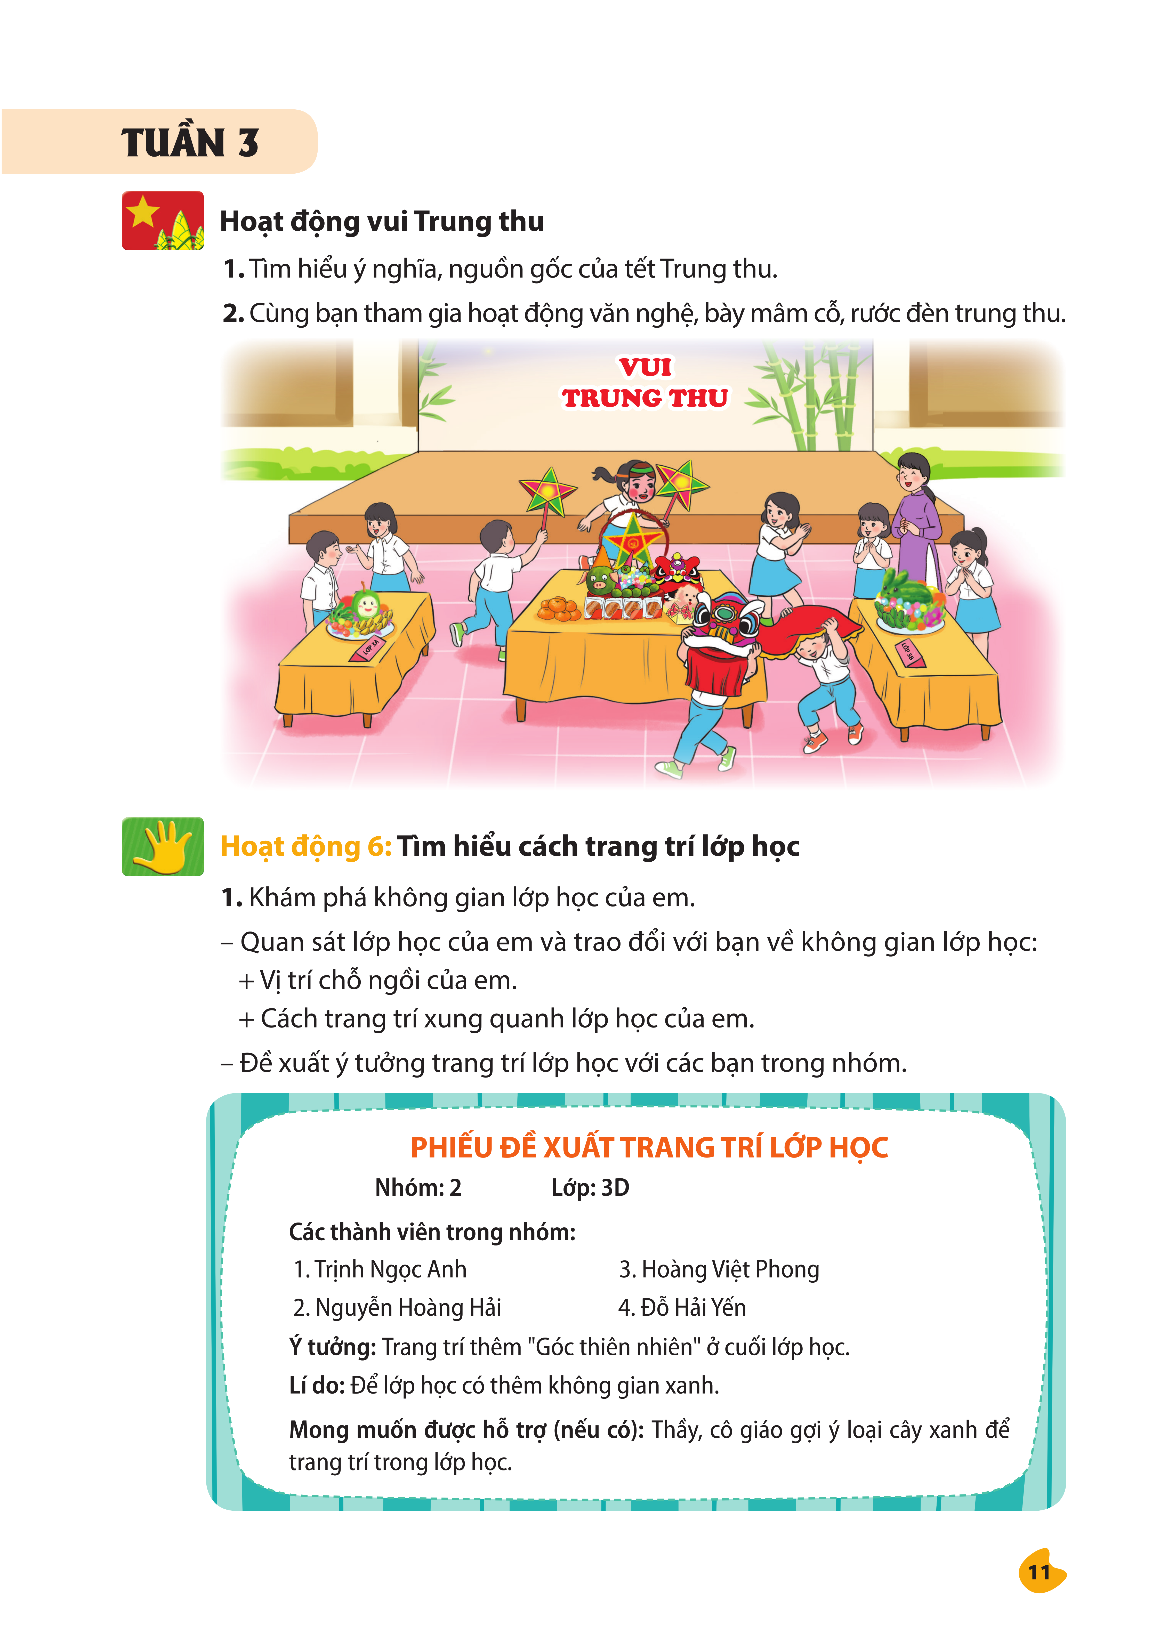 TUẦN 3
Hoạt động vui Trung thu
1. Tìm hiểu ý nghĩa, nguồn gốc của tết Trung thu.
2. Cùng bạn tham gia hoạt động văn nghệ, bày mâm cỗ, rước đèn trung thu.
VUI
TRUNG THU
Hoạt động 6: Tìm hiểu cách trang trí lớp học
1. Khám phá không gian lớp học của em.
– Quan sát lớp học của em và trao đổi với bạn về không gian lớp học:
+ Vị trí chỗ ngồi của em.
+ Cách trang trí xung quanh lớp học của em.
– Đề xuất ý tưởng trang trí lớp học với các bạn trong nhóm.
PHIẾU ĐỀ XUẤT TRANG TRÍ LỚP HỌC
Nhóm: 2 Lớp: 3D
Các thành viên trong nhóm:
1. Trịnh Ngọc Anh 3. Hoàng Việt Phong
2. Nguyễn Hoàng Hải 4. Đỗ Hải Yến
Ý tưởng: Trang trí thêm "Góc thiên nhiên" ở cuối lớp học.
Lí do: Để lớp học có thêm không gian xanh.
Mong muốn được hỗ trợ (nếu có): Thầy, cô giáo gợi ý loại cây xanh để
trang trí trong lớp học.
11